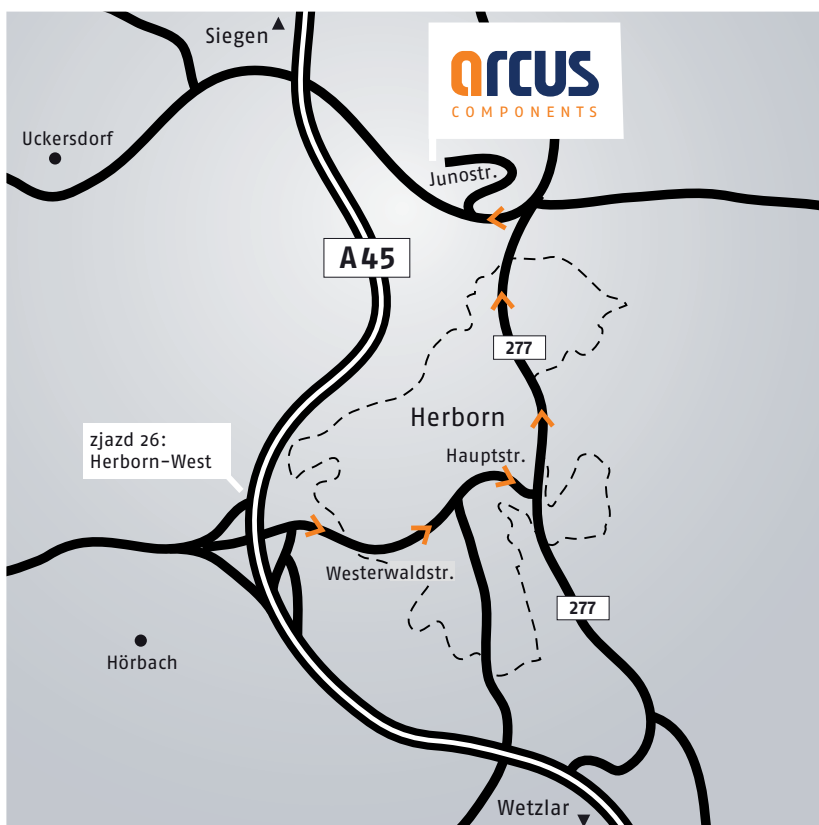 Siegen
arcus
COMPONENTS
Uckersdorf
Junostr.
A45
277
Herborn
zjazd 26:
Herborn-West
Hauptstr.
Westerwaldstr.
277
Hörbach
Wetzlar